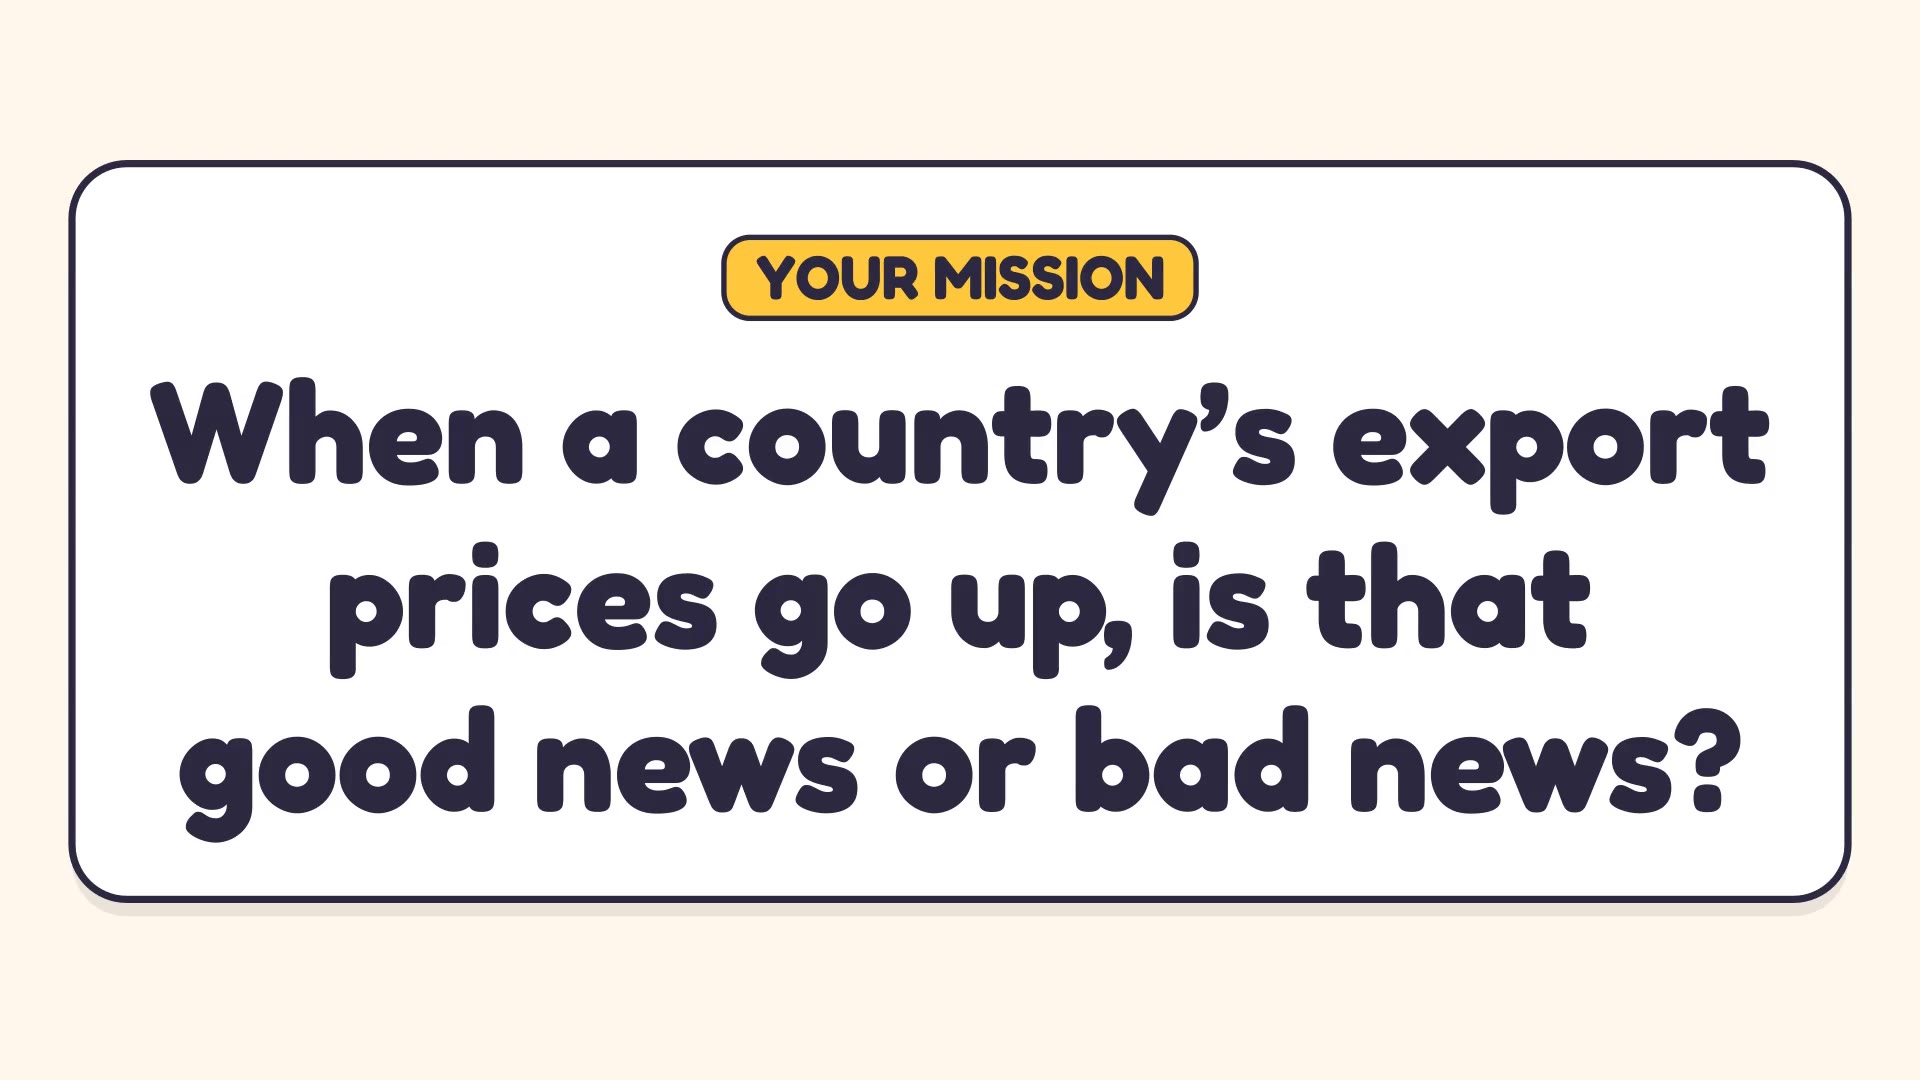 YOUR MISSION
When a country’s export
prices go up, is that
good news or bad news?